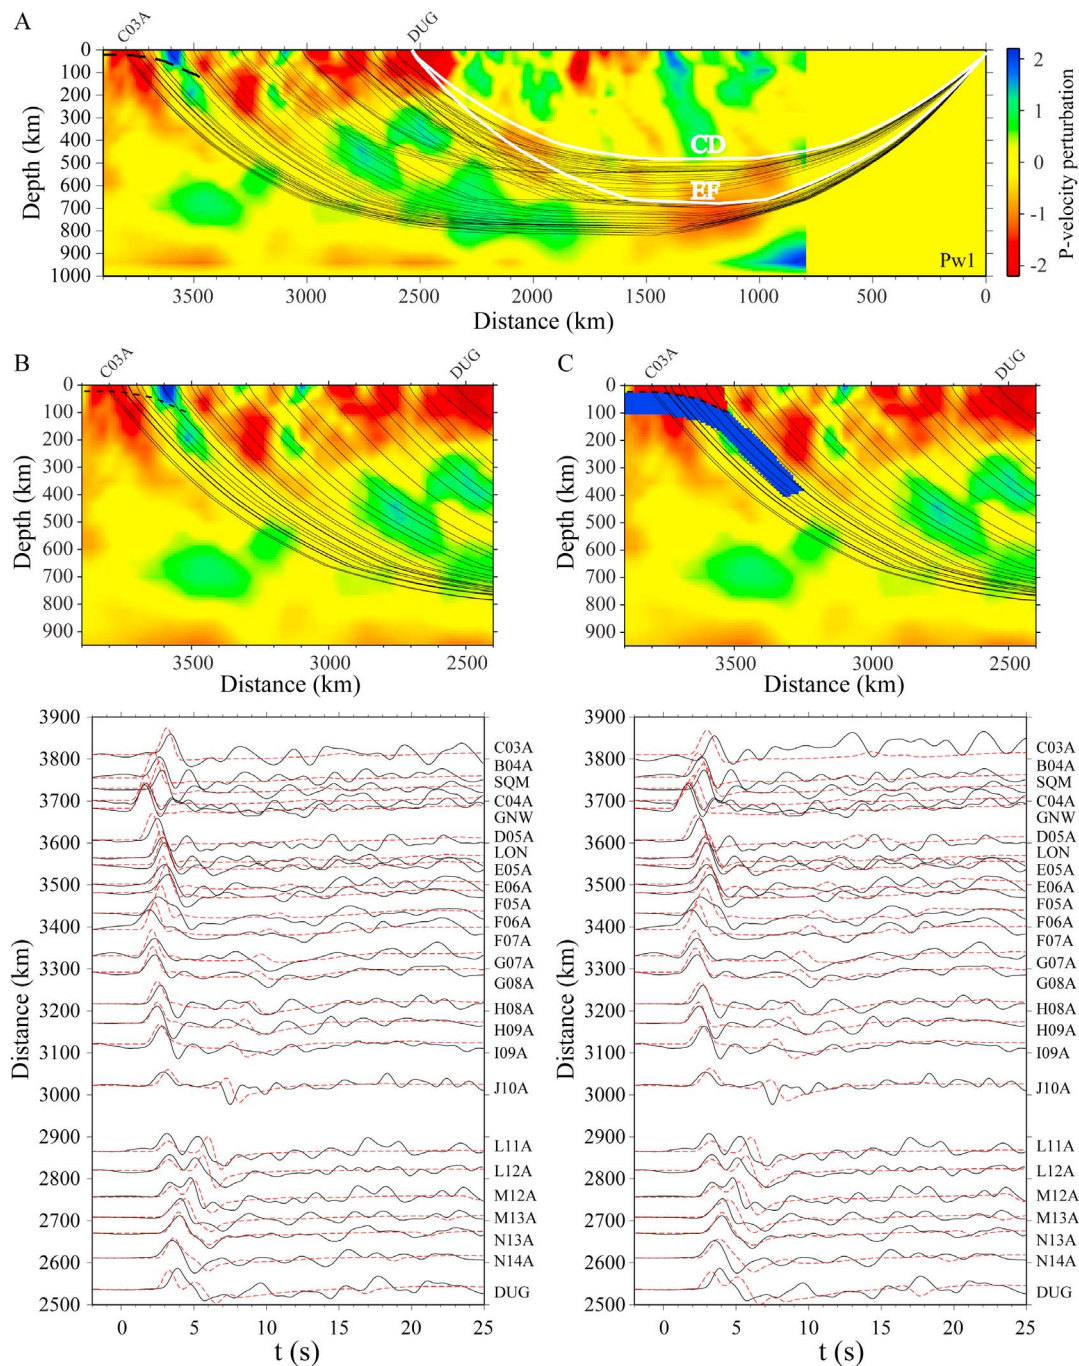 A
C03A
DUG
0
100
200
300
400
500
600
700
800
900
1000
Depth (km)
CD
EF
Pw1
3500 3000 2500 2000 1500 1000 500 0
Distance (km)
2
1
0
-1
-2
P-velocity perturbation
B
C03A
DUG
0
100
200
300
400
500
600
700
800
900
Depth (km)
3500 3000 2500
Distance (km)
C
C03A
DUG
0
100
200
300
400
500
600
700
800
900
Depth (km)
3500 3000 2500
Distance (km)
3900
3800
3700
3600
3500
3400
3300
3200
3100
3000
2900
2800
2700
2600
2500
Distance (km)
C03A
B04A
SQM
C04A
GNW
D05A
LON
E05A
E06A
F05A
F06A
F07A
G07A
G08A
H08A
H09A
I09A
J10A
L11A
L12A
M12A
M13A
N13A
N14A
DUG
0 5 10 15 20 25
t (s)
3900
3800
3700
3600
3500
3400
3300
3200
3100
3000
2900
2800
2700
2600
2500
Distance (km)
C03A
B04A
SQM
C04A
GNW
D05A
LON
E05A
E06A
F05A
F06A
F07A
G07A
G08A
H08A
H09A
I09A
J10A
L11A
L12A
M12A
M13A
N13A
N14A
DUG
0 5 10 15 20 25
t (s)